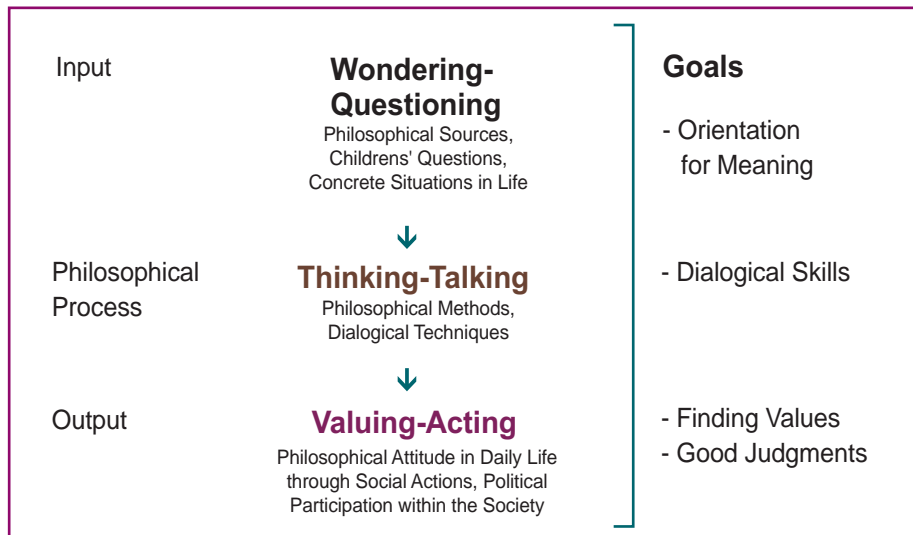 Input
Wondering-
Questioning
Philosophical Sources,
Childrens' Questions,
Concrete Situations in Life
Goals
- Orientation
for Meaning
Philosophical
Process
Thinking-Talking
Philosophical Methods,
Dialogical Techniques
- Dialogical Skills
Output
Valuing-Acting
Philosophical Attitude in Daily Life
through Social Actions, Political
Participation within the Society
- Finding Values
- Good Judgments